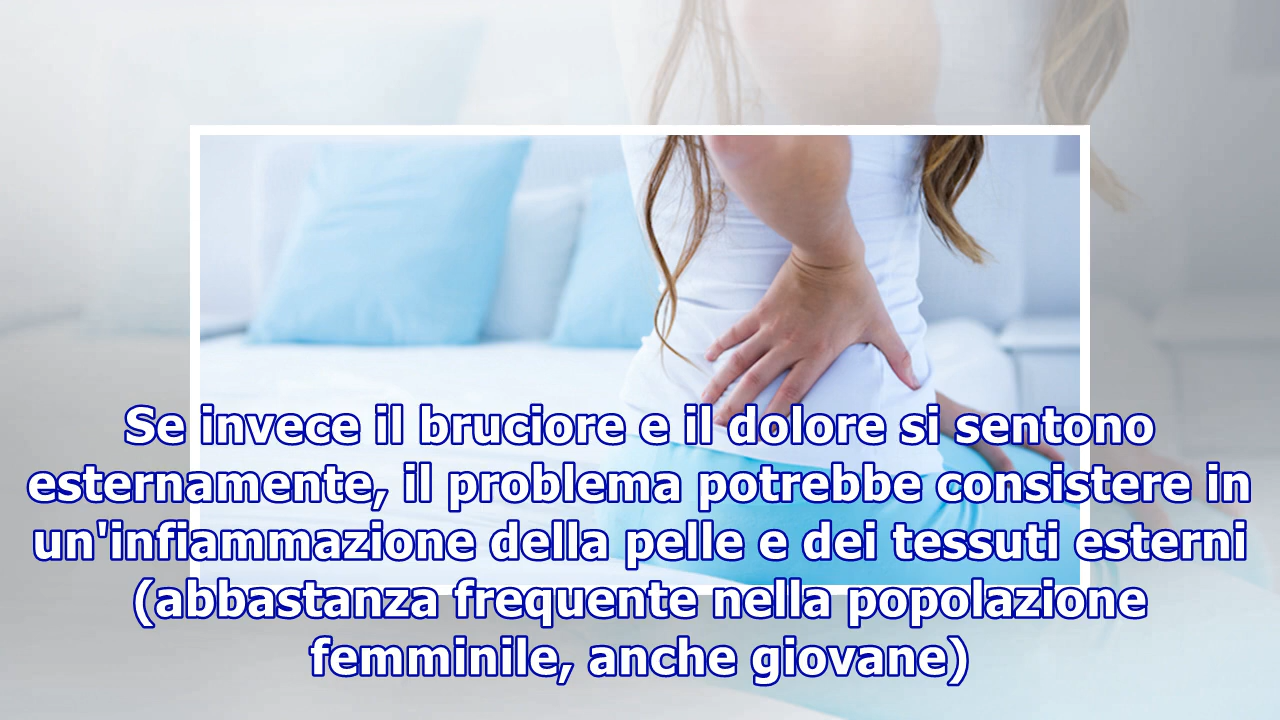 Se invece il bruciore e il dolore si sentono
esternamente, il problema potrebbe consistere in
un'infiammazione della pelle e dei tessuti esterni
(abbastanza frequente nella popolazione
femminile, anche giovane)